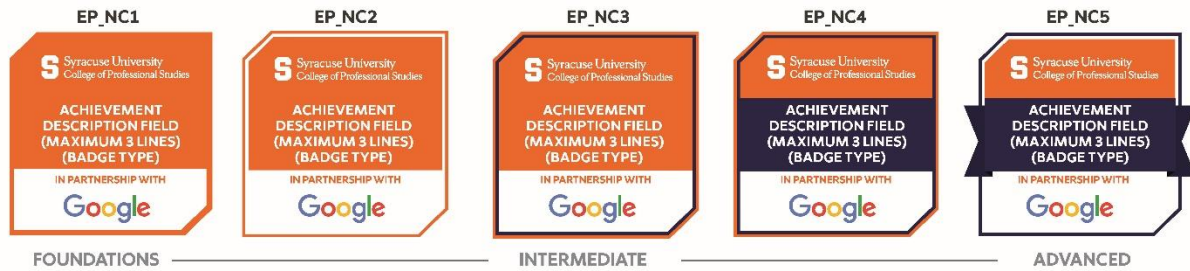 EP_NC1
EP_NC2
EP_NC3
EP_NC4
EP_NC5
S Syracuse University
College of Professional Studies
ACHIEVEMENT
DESCRIPTION FIELD
(MAXIMUM 3 LINES)
(BADGE TYPE)
IN PARTNERSHIP WITH
Google
S Syracuse University
College of Professional Studies
ACHIEVEMENT
DESCRIPTION FIELD
(MAXIMUM 3 LINES)
(BADGE TYPE)
IN PARTNERSHIP WITH
Google
S Syracuse University
College of Professional Studies
ACHIEVEMENT
DESCRIPTION FIELD
(MAXIMUM 3 LINES)
(BADGE TYPE)
IN PARTNERSHIP WITH
Google
S Syracuse University
College of Professional Studies
ACHIEVEMENT
DESCRIPTION FIELD
(MAXIMUM 3 LINES)
(BADGE TYPE)
IN PARTNERSHIP WITH
Google
S Syracuse University
College of Professional Studies
ACHIEVEMENT
DESCRIPTION FIELD
(MAXIMUM 3 LINES)
(BADGE TYPE)
IN PARTNERSHIP WITH
Google
FOUNDATIONS
INTERMEDIATE
ADVANCED